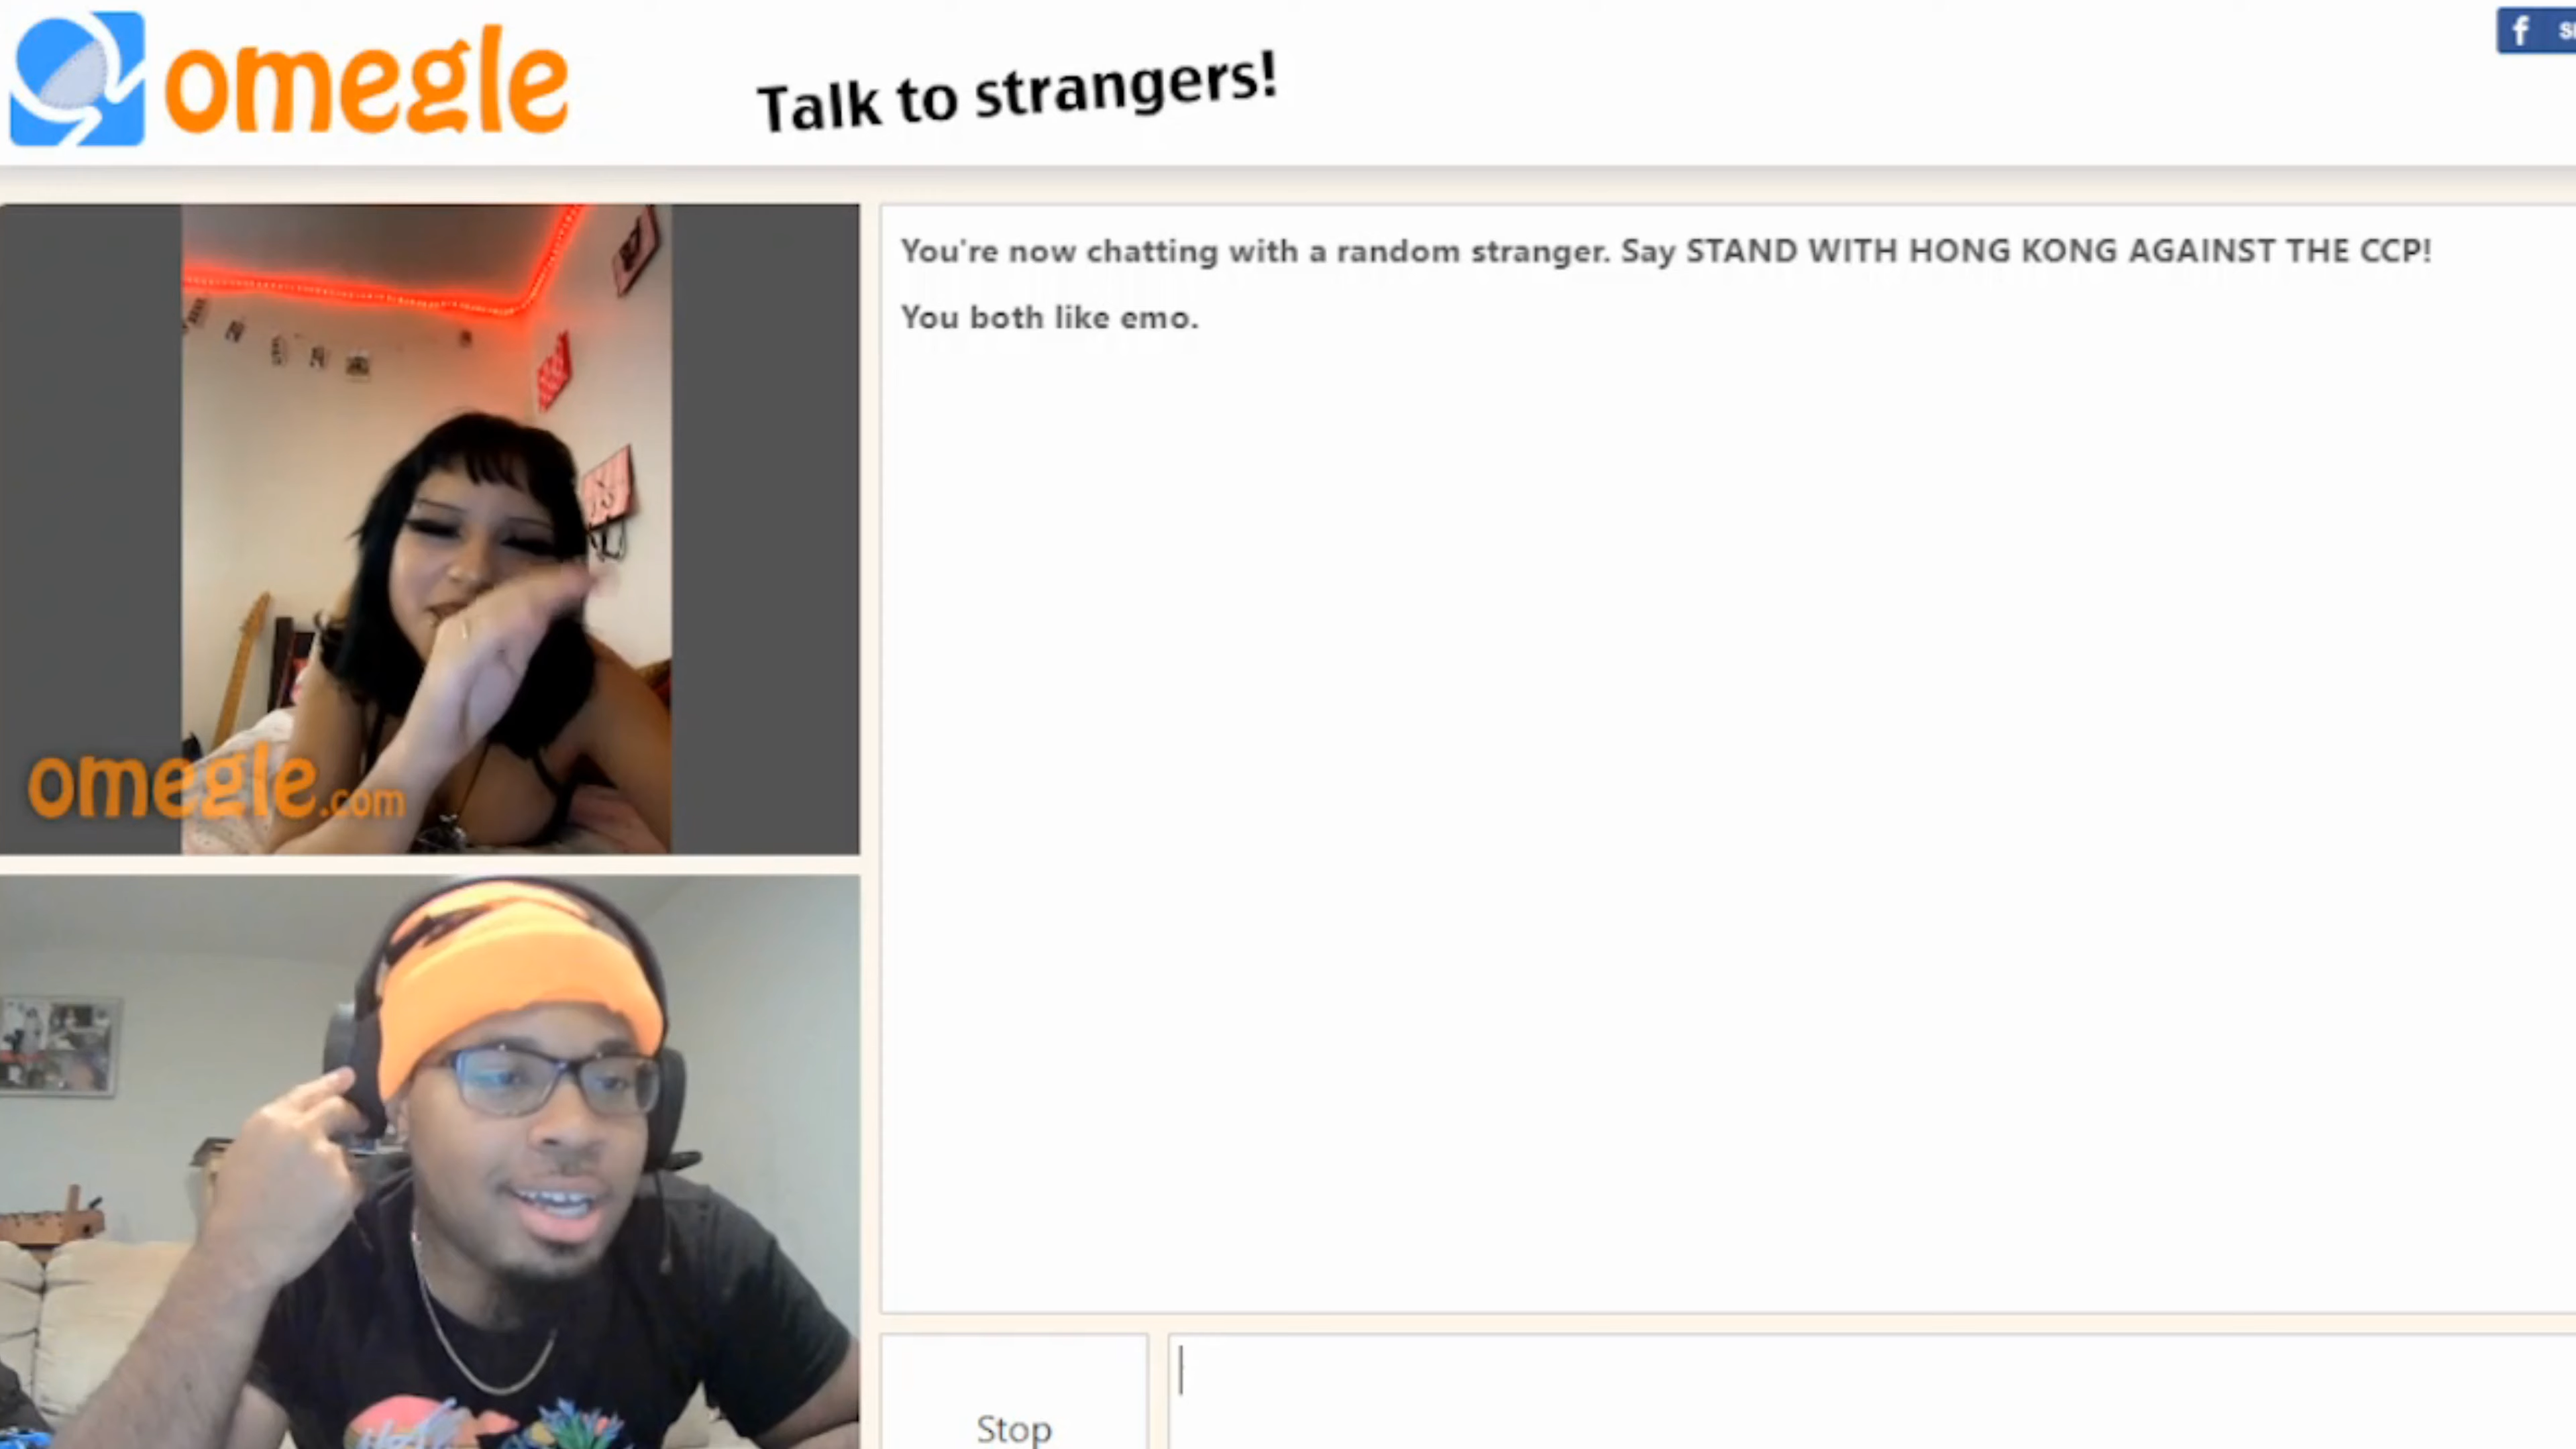 omegle
Talk to strangers!
f
You're now chatting with a random stranger. Say STAND WITH HONG KONG AGAINST THE CCP!
You both like emo.
omegle.com
Stop